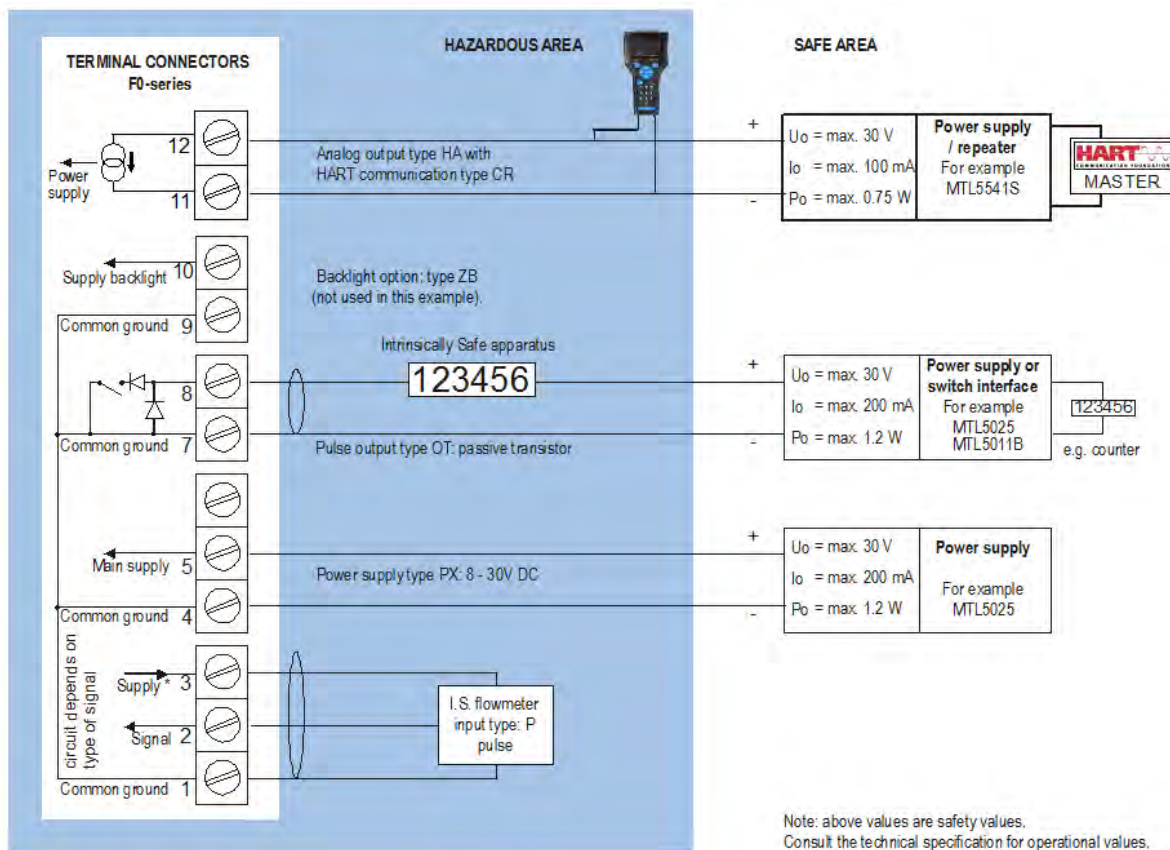 HAZARDOUS AREA
SAFE AREA
TERMINAL CONNECTORS
F0-series
12
11
Power
supply
Analog output type HA with
HART communication type CR
+
-
Uo = max. 30 V
Io = max. 100 mA
Po = max. 0.75 W
Power supply
/ repeater
For example
MTL5541S
HART
COMMUNICATION FOUNDATION
MASTER
Supply backlight 10
Common ground 9
Backlight option: type ZB
(not used in this example).
Intrinsically Safe apparatus
123456
8
Common ground 7
Pulse output type OT: passive transistor
+
-
Uo = max. 30 V
Io = max. 200 mA
Po = max. 1.2 W
Power supply or
switch interface
For example
MTL5025
MTL5011B
123456
e.g. counter
Main supply 5
Common ground 4
Power supply type PX: 8 - 30V DC
+
-
Uo = max. 30 V
Io = max. 200 mA
Po = max. 1.2 W
Power supply
For example
MTL5025
circuit depends on
type of signal
Supply * 3
Signal 2
Common ground 1
I.S. flowmeter
input type: P
pulse
Note: above values are safety values.
Consult the technical specification for operational values.